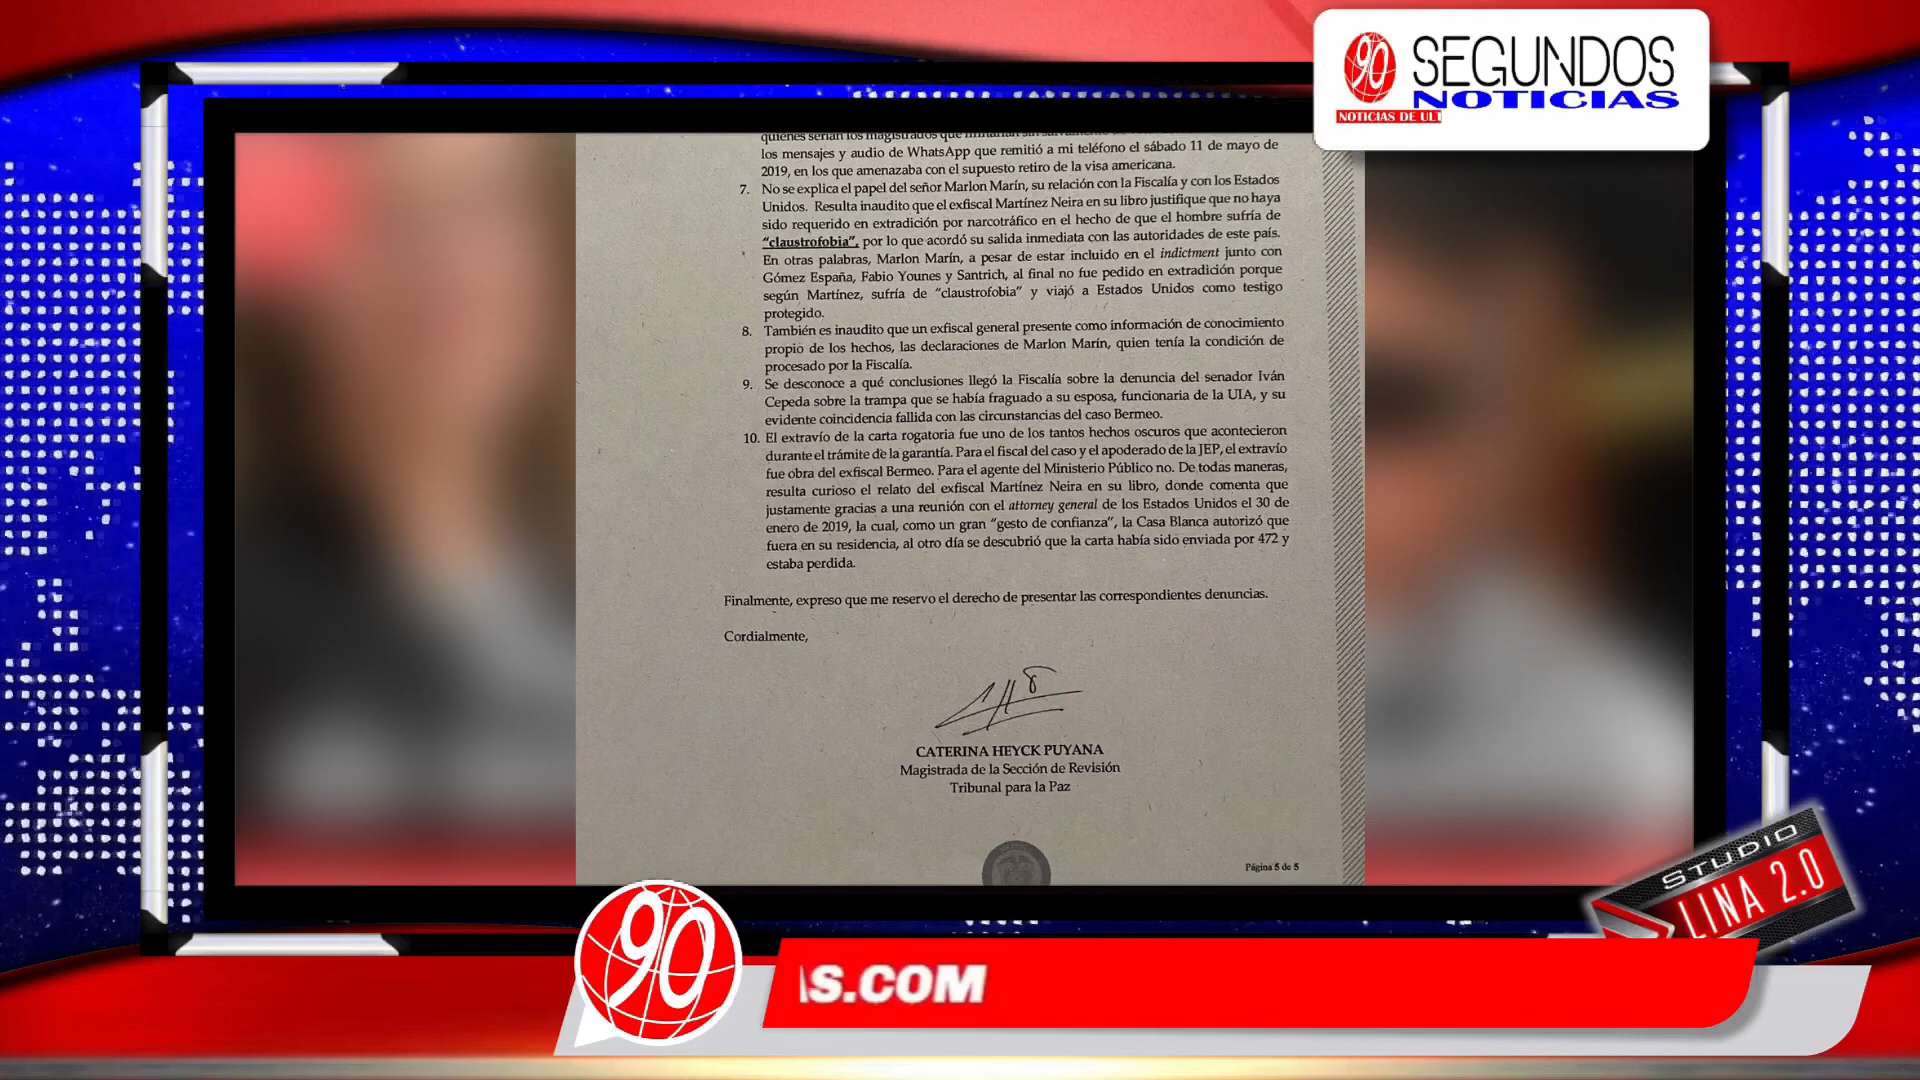 90 SEGUNDOS
NOTICIAS
NOTICIAS DE ULT
quienes serían los magistrados que
los mensajes y audio de WhatsApp que remitió a mi teléfono el sábado 11 de mayo de
2019, en los que amenazaba con el supuesto retiro de la visa americana.
7. No se explica el papel del señor Marlon Marín, su relación con la Fiscalía y con los Estados
Unidos. Resulta inaudito que el exfiscal Martínez Neira en su libro justifique que no haya
sido requerido en extradición por narcotráfico en el hecho de que el hombre sufría de
“claustrofobia”, por lo que acordó su salida inmediata con las autoridades de este país.
En otras palabras, Marlon Marín, a pesar de estar incluido en el indictment junto con
Gómez España, Fabio Younes y Santrich, al final no fue pedido en extradición porque
según Martínez, sufría de “claustrofobia” y viajó a Estados Unidos como testigo
protegido.
8. También es inaudito que un exfiscal general presente como información de conocimiento
propio de los hechos, las declaraciones de Marlon Marín, quien tenía la condición de
procesado por la Fiscalía.
9. Se desconoce a qué conclusiones llegó la Fiscalía sobre la denuncia del senador Iván
Cepeda sobre la trampa que se había fraguado a su esposa, funcionaria de la UIA, y su
evidente coincidencia fallida con las circunstancias del caso Bermeo.
10. El extravío de la carta rogatoria fue uno de los tantos hechos oscuros que acontecieron
durante el trámite de la garantía. Para el fiscal del caso y el apoderado de la JEP, el extravío
fue obra del exfiscal Bermeo. Para el agente del Ministerio Público no. De todas maneras,
resulta curioso el relato del exfiscal Martínez Neira en su libro, donde comenta que
justamente gracias a una reunión con el attorney general de los Estados Unidos el 30 de
enero de 2019, la cual, como un gran “gesto de confianza”, la Casa Blanca autorizó que
fuera en su residencia, al otro día se descubrió que la carta había sido enviada por 472 y
estaba perdida.
Finalmente, expreso que me reservo el derecho de presentar las correspondientes denuncias.
Cordialmente,
CATERINA HEYCK PUYANA
Magistrada de la Sección de Revisión
Tribunal para la Paz
Página 5 de 5
STUDIO
LINA 2.0
90
S.COM